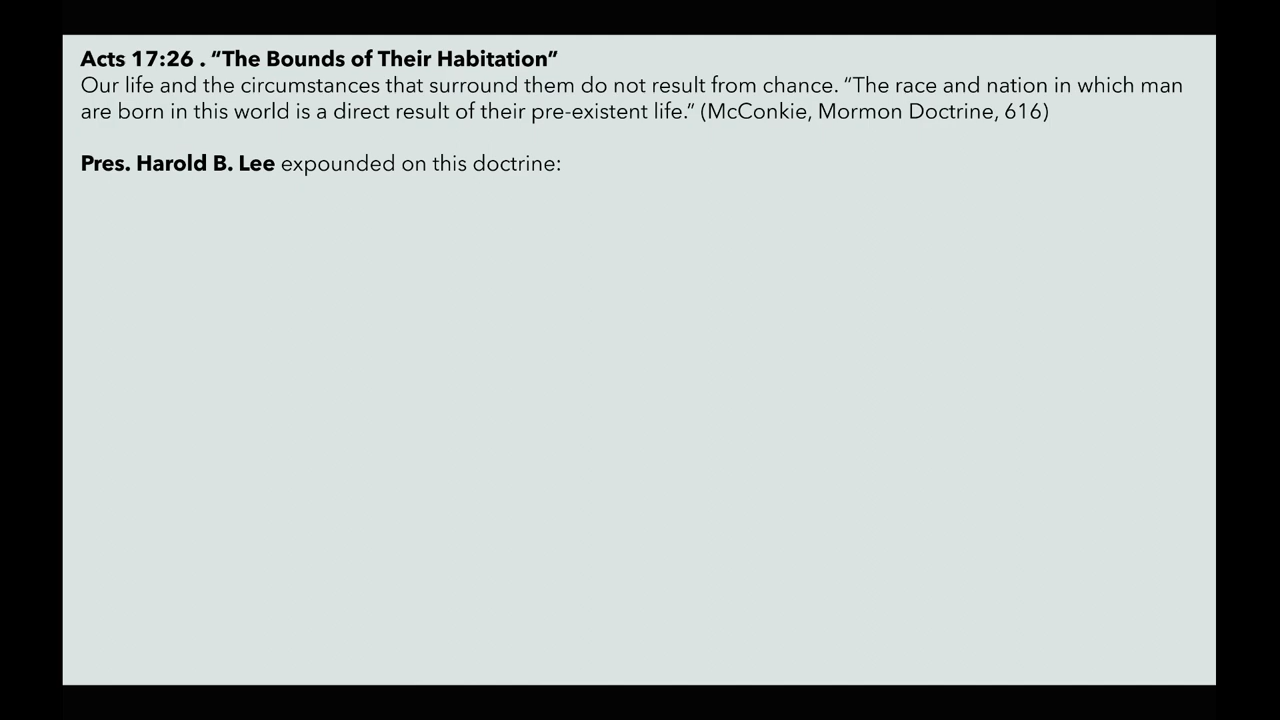 Acts 17:26 . “The Bounds of Their Habitation”
Our life and the circumstances that surround them do not result from chance. “The race and nation in which man
are born in this world is a direct result of their pre-existent life.” (McConkie, Mormon Doctrine, 616)
Pres. Harold B. Lee expounded on this doctrine: